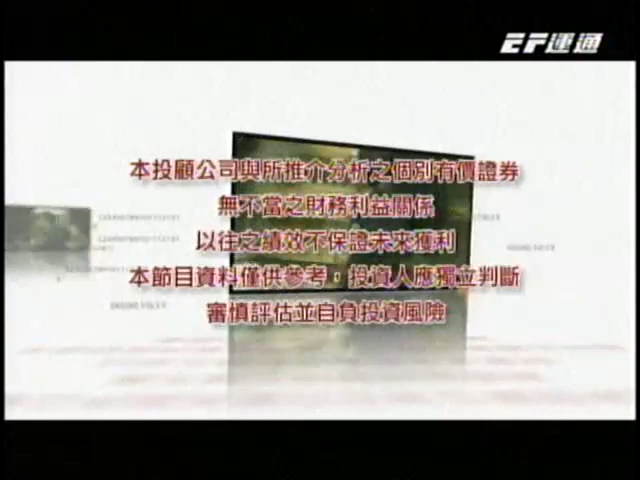 EF運通
本投顧公司與所推介分析之個別有價證券
無不當之財務利益關係
以往之績效不保證未來獲利
本節目資料僅供參考，投資人應獨立判斷
審慎評估並自負投資風險